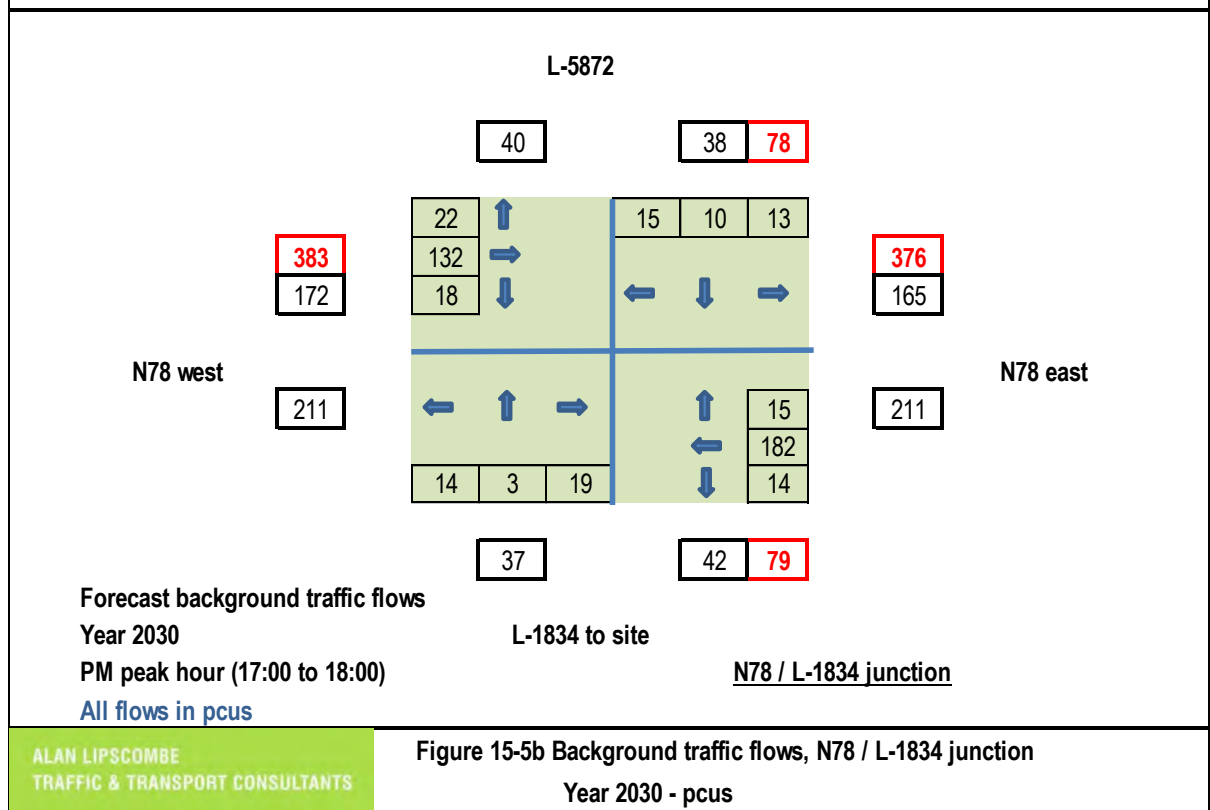 L-5872
40 38 78
22 15 10 13
383 132 376
172 18 165
N78 west N78 east
211 15 211
182
14 3 19 14
37 42 79
Forecast background traffic flows
Year 2030 L-1834 to site
PM peak hour (17:00 to 18:00) N78 / L-1834 junction
All flows in pcus
ALAN LIPSCOMBE
TRAFFIC & TRANSPORT CONSULTANTS
Figure 15-5b Background traffic flows, N78 / L-1834 junction
Year 2030 - pcus